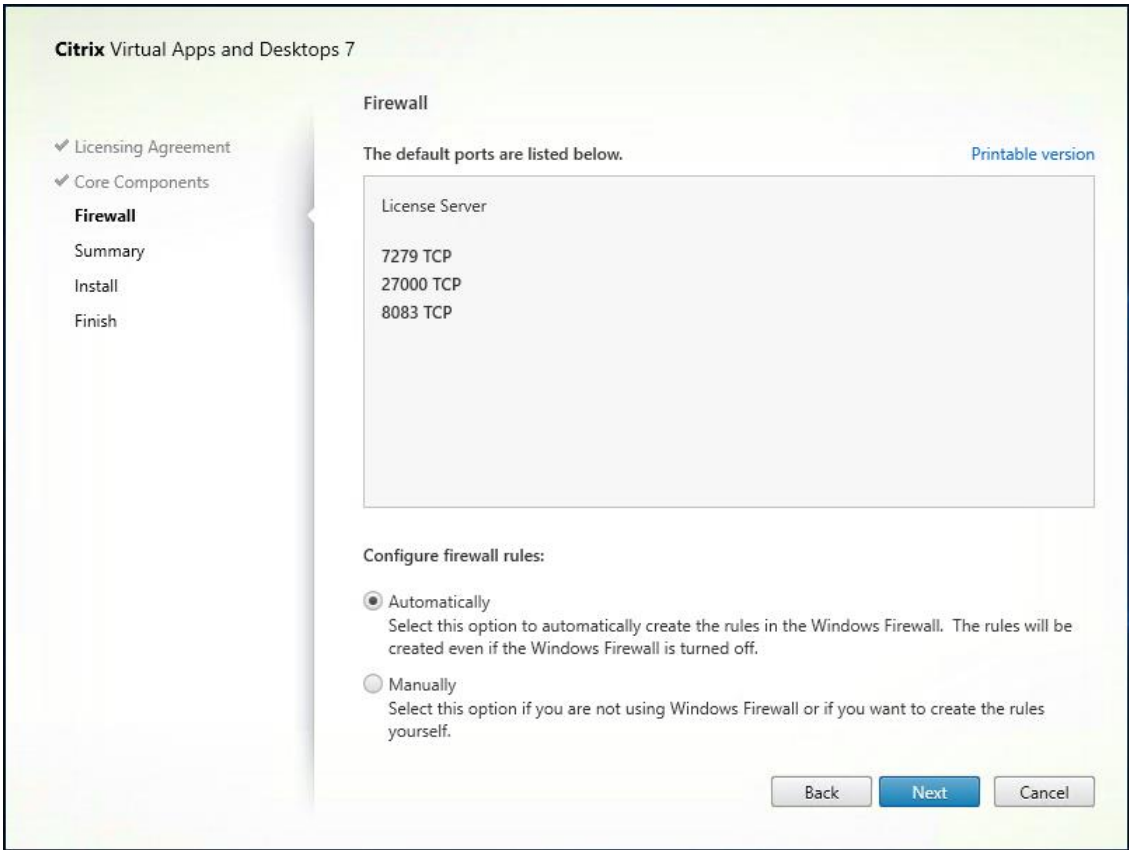 Citrix Virtual Apps and Desktops 7
Licensing Agreement
Core Components
Firewall
Summary
Install
Finish
Firewall
The default ports are listed below.
Printable version
License Server
7279 TCP
27000 TCP
8083 TCP
Configure firewall rules:
Automatically
Select this option to automatically create the rules in the Windows Firewall. The rules will be
created even if the Windows Firewall is turned off.
Manually
Select this option if you are not using Windows Firewall or if you want to create the rules
yourself.
Back
Next
Cancel